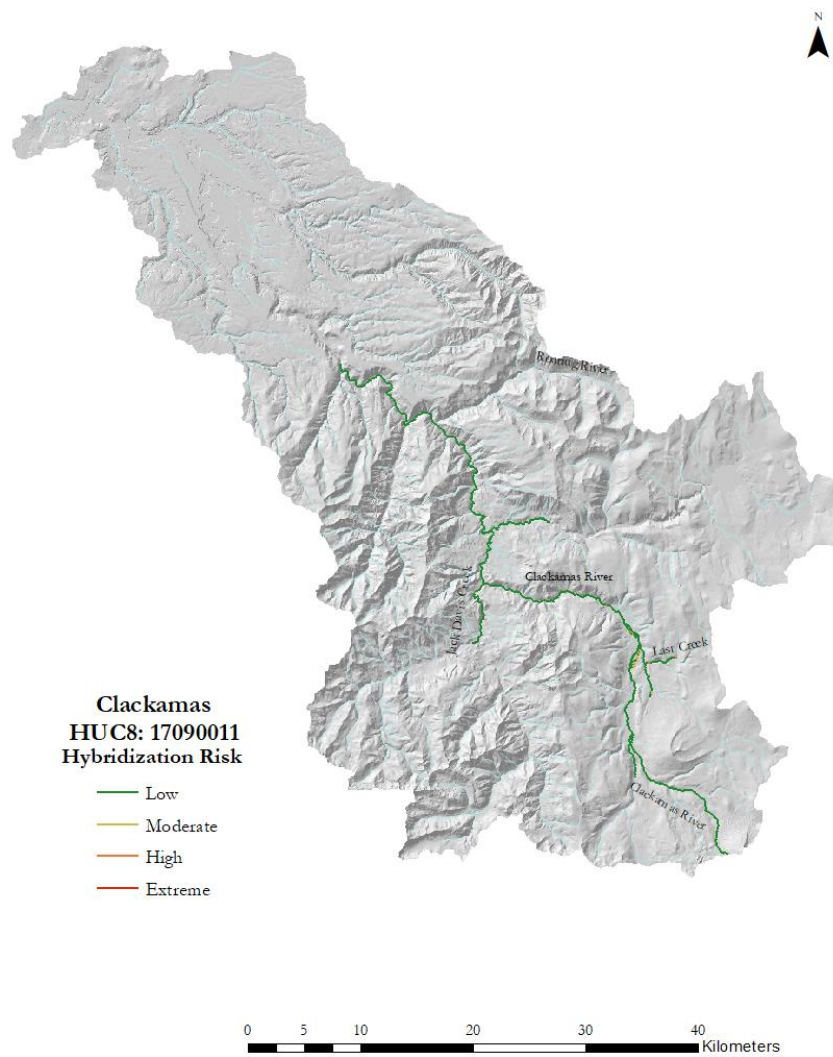 N
Roaring River
Clackamas River
Jack Davis Creek
Last Creek
Clackamas River
Clackamas
HUC8: 17090011
Hybridization Risk
Low
Moderate
High
Extreme
0 5 10 20 30 40
Kilometers